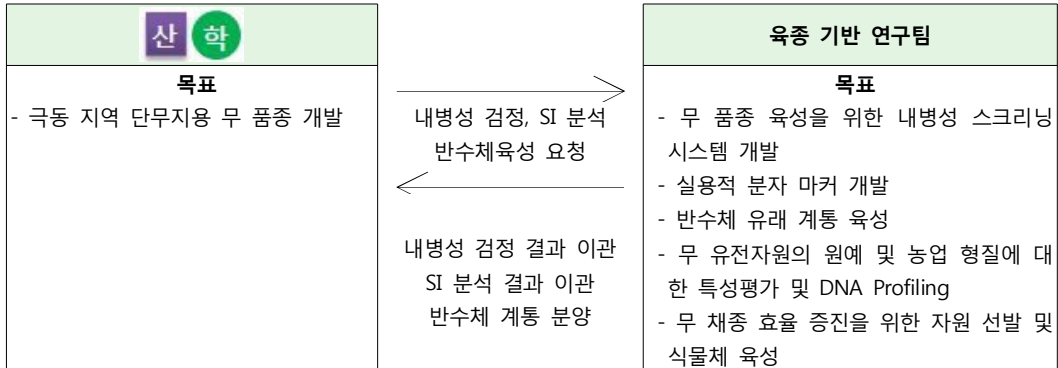 산 학
목표
- 극동 지역 단무지용 무 품종 개발
내병성 검정, SI 분석
반수체육성 요청
내병성 검정 결과 이관
SI 분석 결과 이관
반수체 계통 분양
육종 기반 연구팀
목표
- 무 품종 육성을 위한 내병성 스크리닝
시스템 개발
- 실용적 분자 마커 개발
- 반수체 유래 계통 육성
- 무 유전자원의 원예 및 농업 형질에 대
한 특성평가 및 DNA Profiling
- 무 채종 효율 증진을 위한 자원 선발 및
식물체 육성